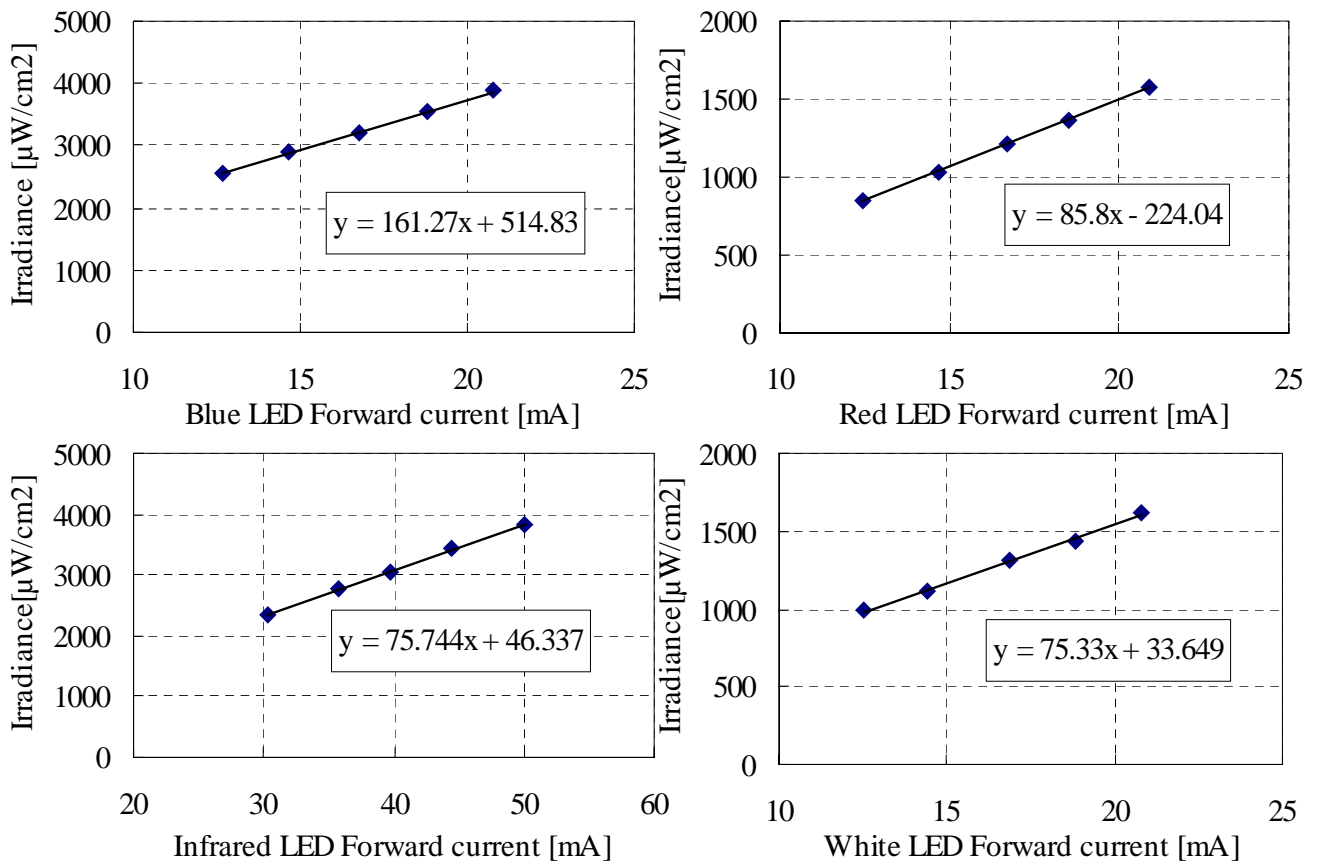 5000
4000
3000
2000
1000
0
Irradiance [µW/cm2]
y = 161.27x + 514.83
10 15 20 25
Blue LED Forward current [mA]
2000
1500
1000
500
0
Irradiance[µW/cm2]
y = 85.8x - 224.04
10 15 20 25
Red LED Forward current [mA]
5000
4000
3000
2000
1000
0
Irradiance[µW/cm2]
y = 75.744x + 46.337
20 30 40 50 60
Infrared LED Forward current [mA]
2000
1500
1000
500
0
Irradiance[µW/cm2]
y = 75.33x + 33.649
10 15 20 25
White LED Forward current [mA]